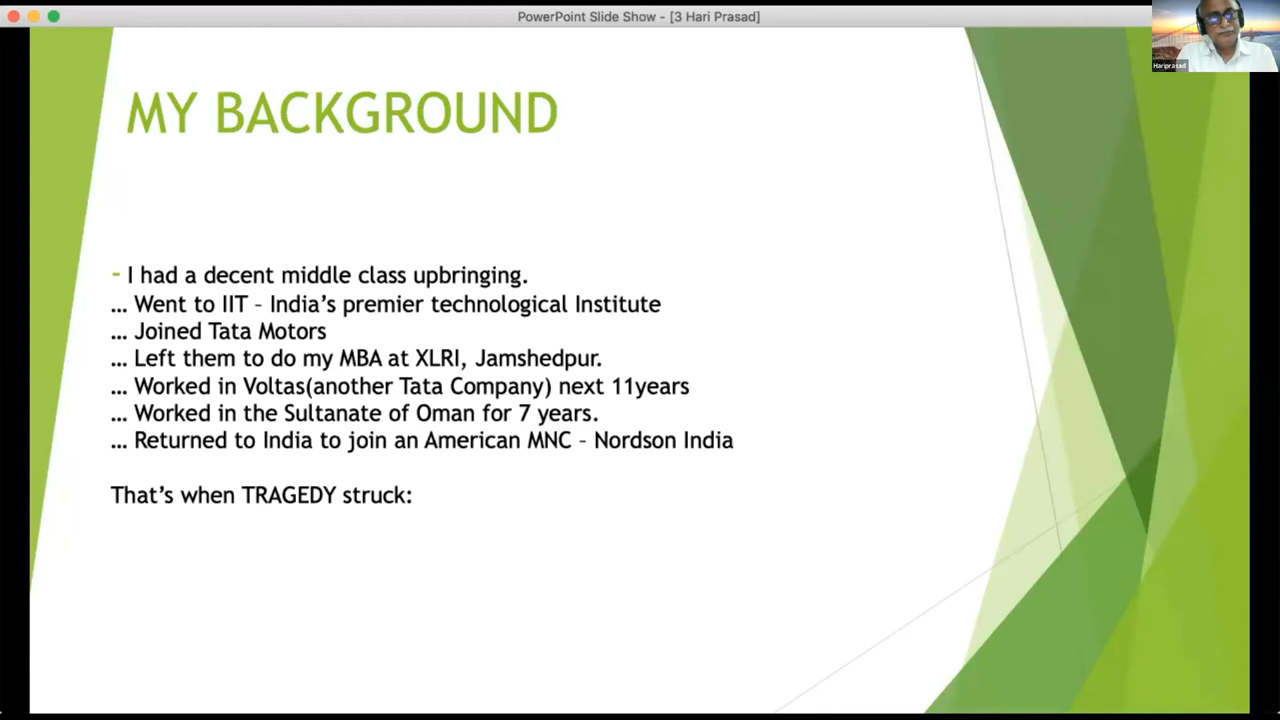 PowerPoint Slide Show - [3 Hari Prasad]
Hariprasad
MY BACKGROUND
- I had a decent middle class upbringing.
… Went to IIT – India's premier technological Institute
… Joined Tata Motors
… Left them to do my MBA at XLRI, Jamshedpur.
… Worked in Voltas(another Tata Company) next 11years
… Worked in the Sultanate of Oman for 7 years.
… Returned to India to join an American MNC – Nordson India
That's when TRAGEDY struck: